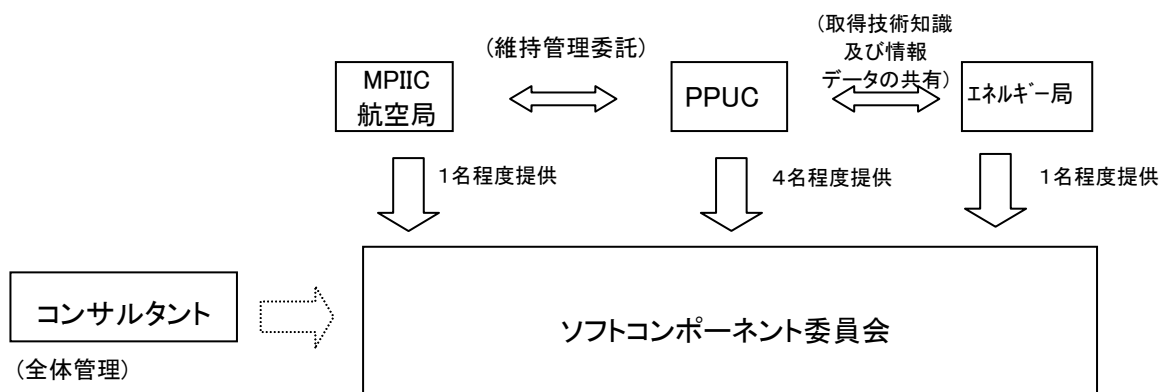 (取得技術知識
及び情報
データの共有)
(維持管理委託)
MPIIC
航空局
PPUC
エネルギー局
1名程度提供
4名程度提供
1名程度提供
コンサルタント
(全体管理)
ソフトコンポーネント委員会